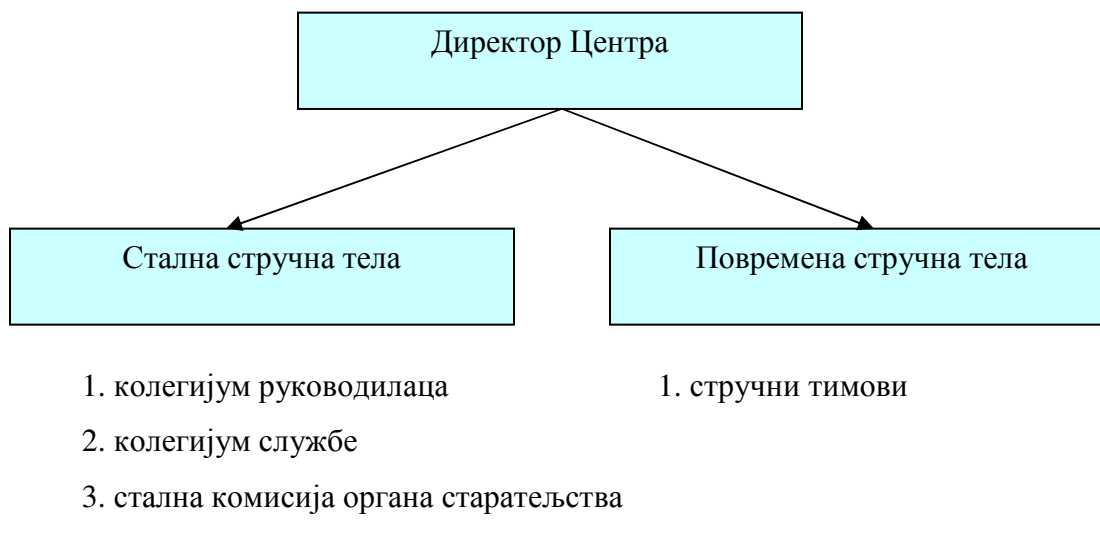 Директор Центра
Стална стручна тела
Повремена стручна тела
1. колегијум руководилаца
2. колегијум службе
3. стална комисија органа старатељства
1. стручни тимови